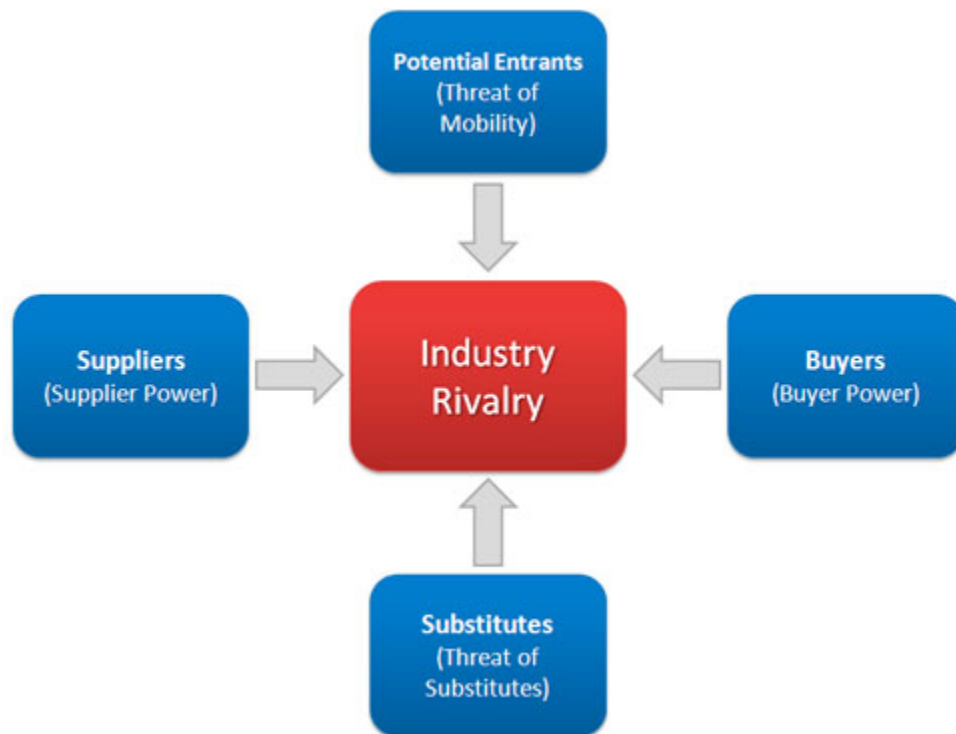 Potential Entrants
(Threat of
Mobility)
Suppliers
(Supplier Power)
Industry
Rivalry
Buyers
(Buyer Power)
Substitutes
(Threat of
Substitutes)